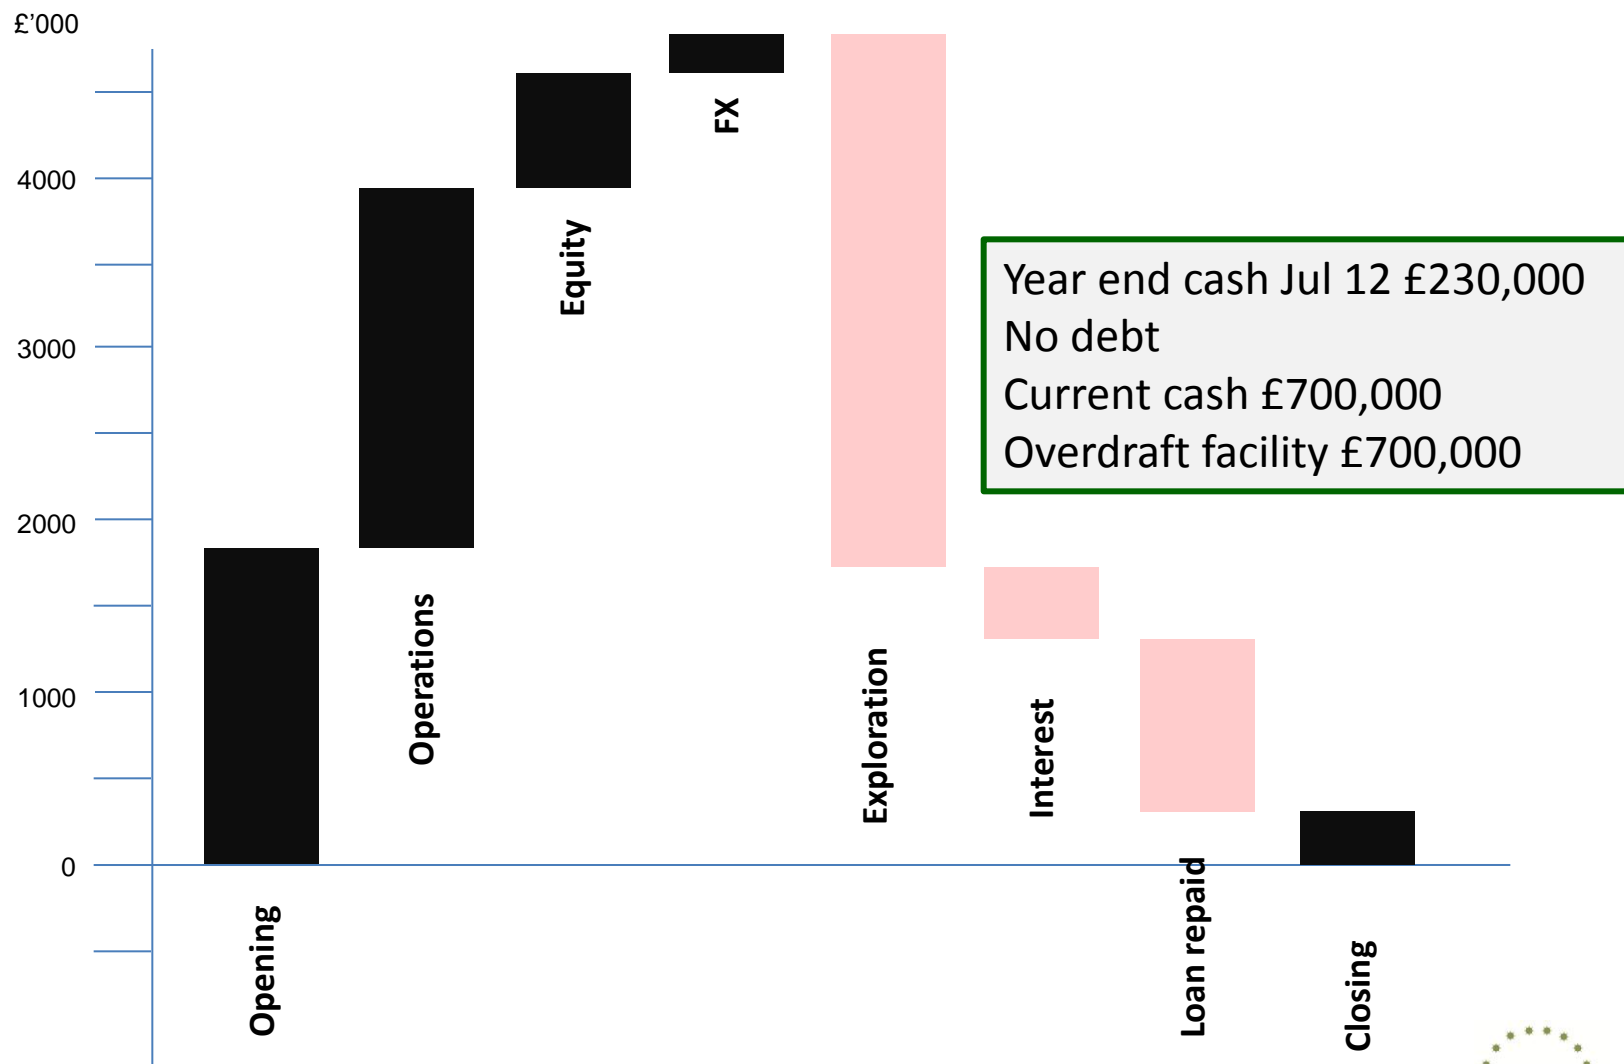 £’000
4000
3000
2000
1000
0
Opening
Operations
Equity
FX
Exploration
Interest
Loan repaid
Closing
Year end cash Jul 12 £230,000
No debt
Current cash £700,000
Overdraft facility £700,000